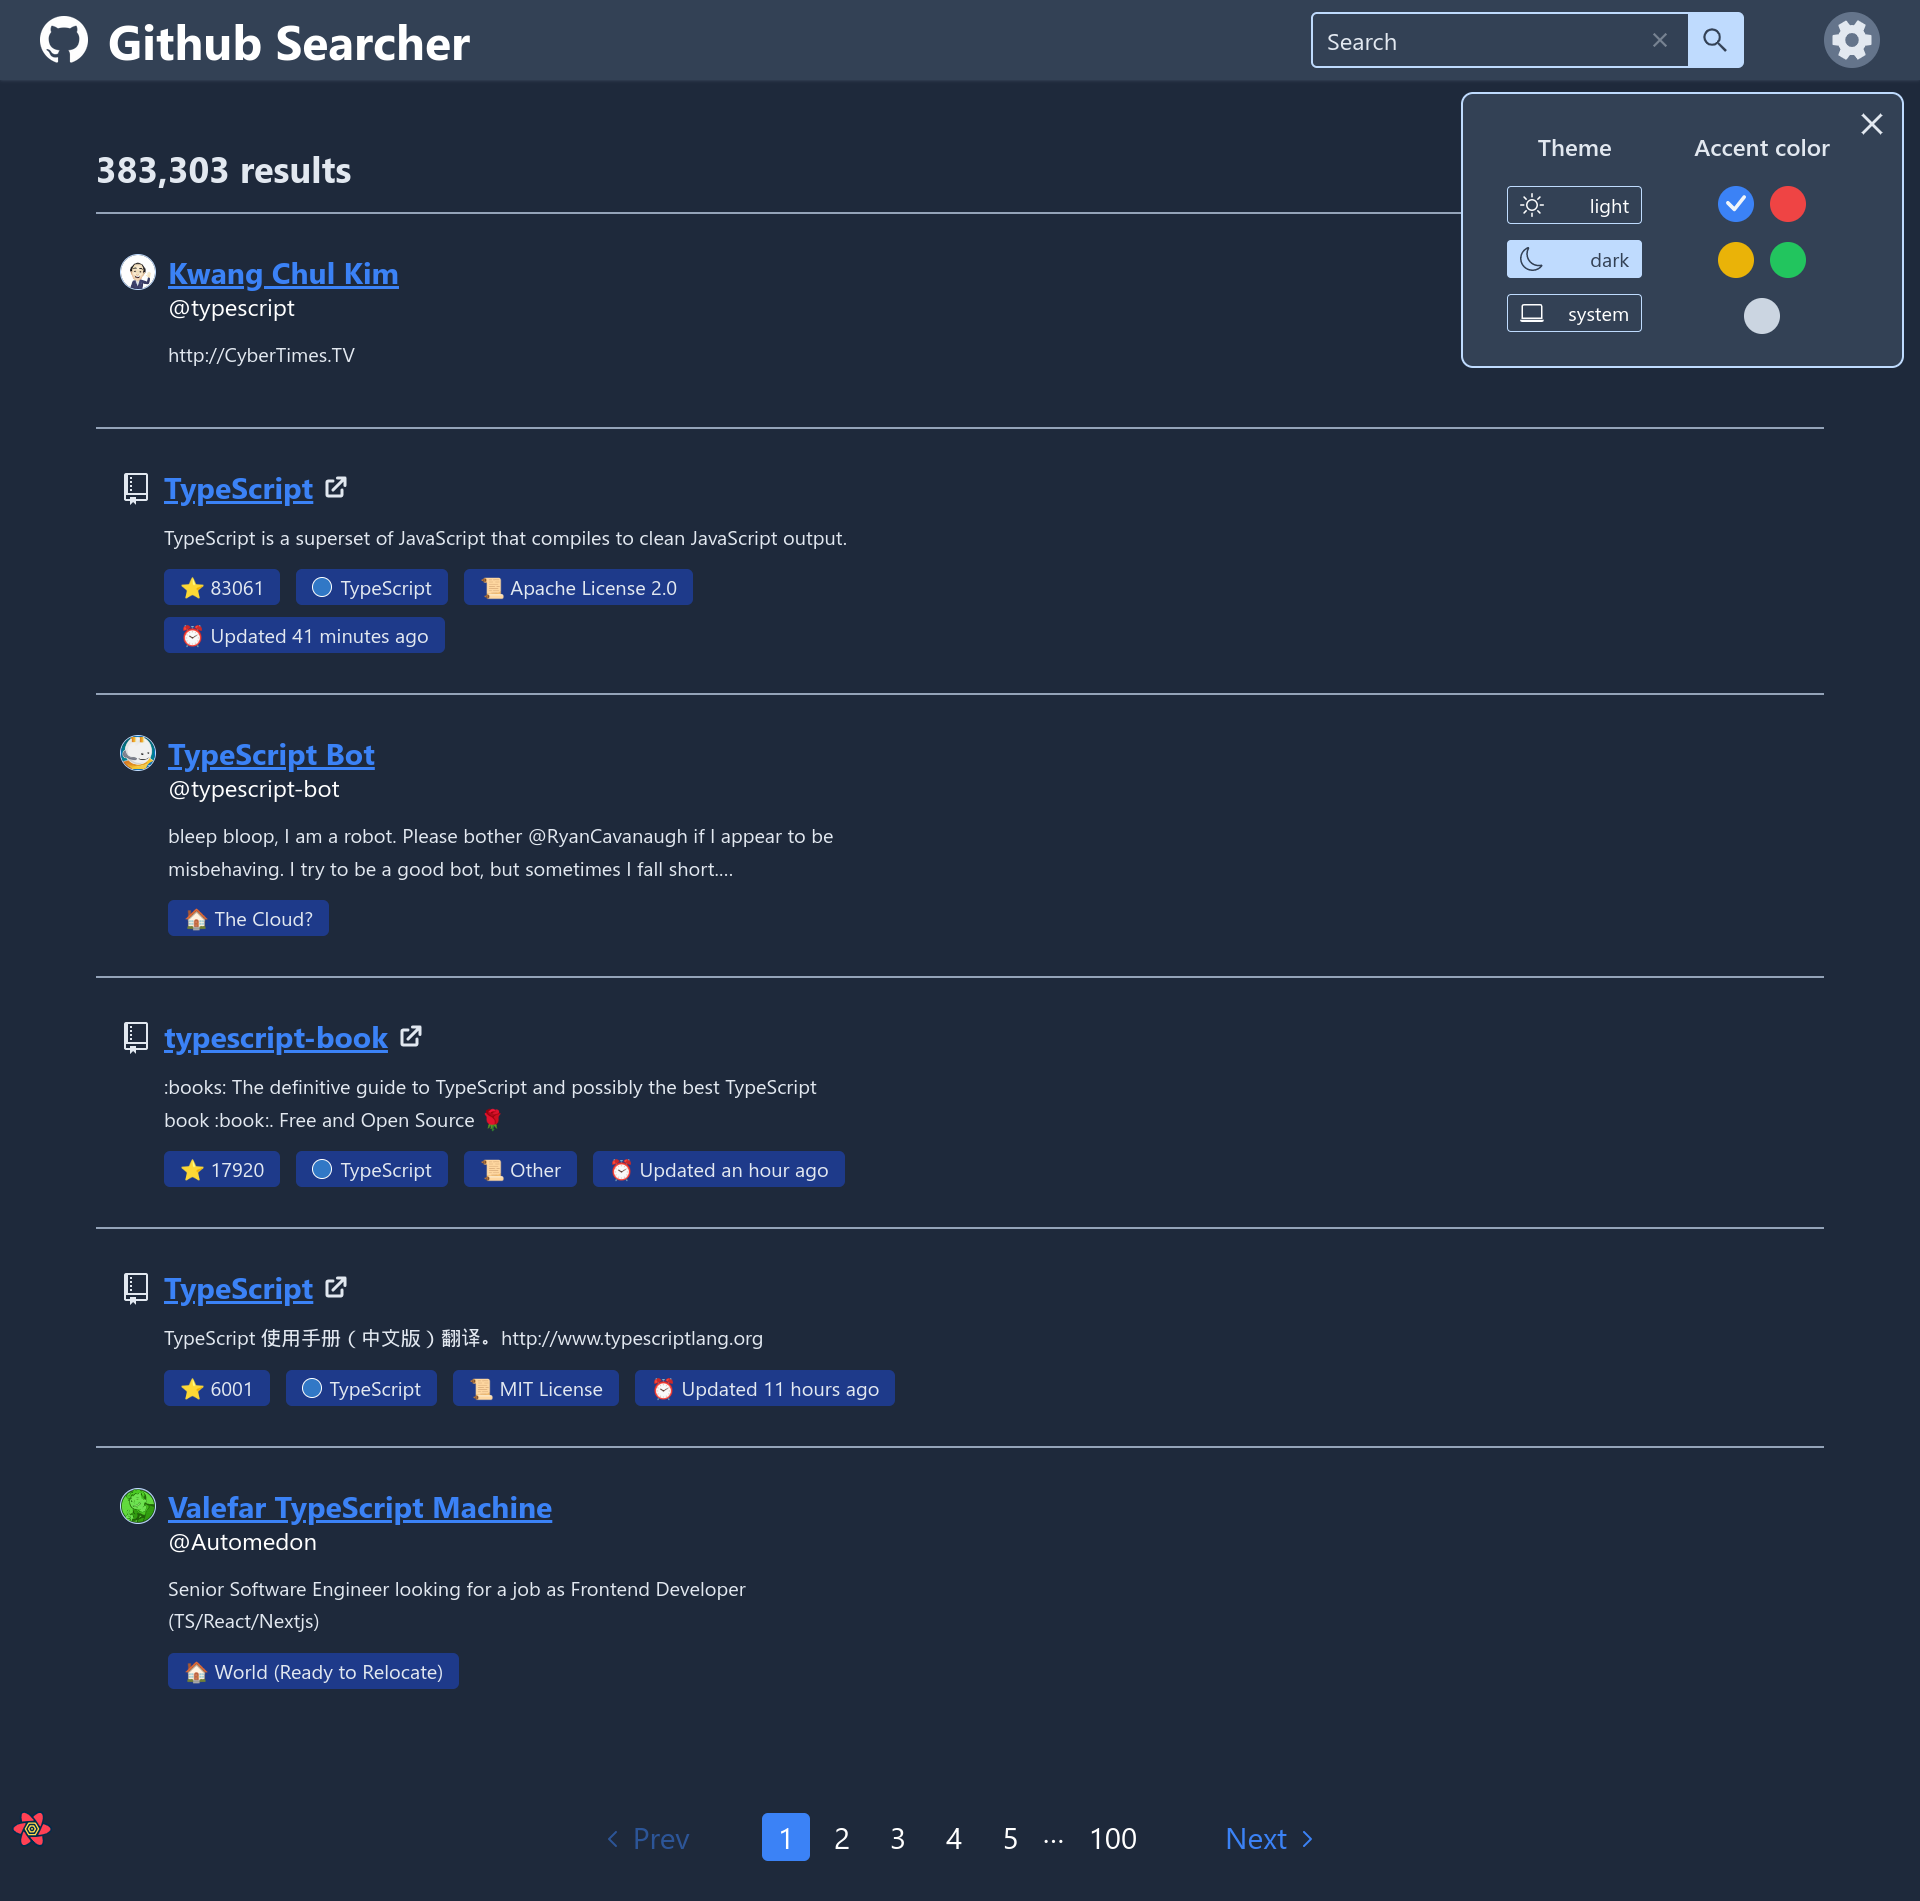 Github Searcher
Search
Theme
Accent color
light
dark
system
383,303 results
Kwang Chul Kim
@typescript
http://CyberTimes.TV
TypeScript
TypeScript is a superset of JavaScript that compiles to clean JavaScript output.
⭐ 83061
TypeScript
📜 Apache License 2.0
⏰ Updated 41 minutes ago
TypeScript Bot
@typescript-bot
bleep bloop, I am a robot. Please bother @RyanCavanaugh if I appear to be
misbehaving. I try to be a good bot, but sometimes I fall short....
🏠 The Cloud?
typescript-book
:books: The definitive guide to TypeScript and possibly the best TypeScript
book :book:. Free and Open Source 🌹
⭐ 17920
TypeScript
📜 Other
⏰ Updated an hour ago
TypeScript
TypeScript 使用手册（中文版）翻译。http://www.typescriptlang.org
⭐ 6001
TypeScript
📜 MIT License
⏰ Updated 11 hours ago
Valefar TypeScript Machine
@Automedon
Senior Software Engineer looking for a job as Frontend Developer
(TS/React/Nextjs)
🏠 World (Ready to Relocate)
Prev 1 2 3 4 5 ··· 100 Next